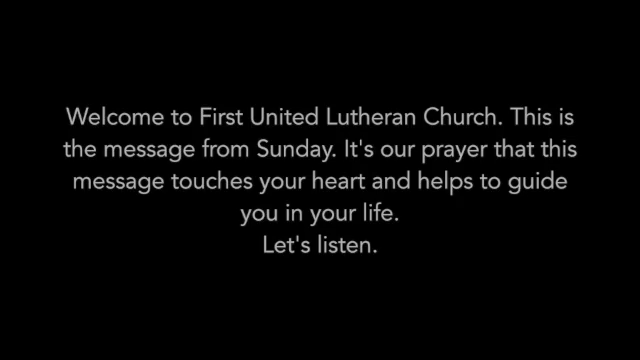 Welcome to First United Lutheran Church. This is
the message from Sunday. It's our prayer that this
message touches your heart and helps to guide
you in your life.
Let's listen.